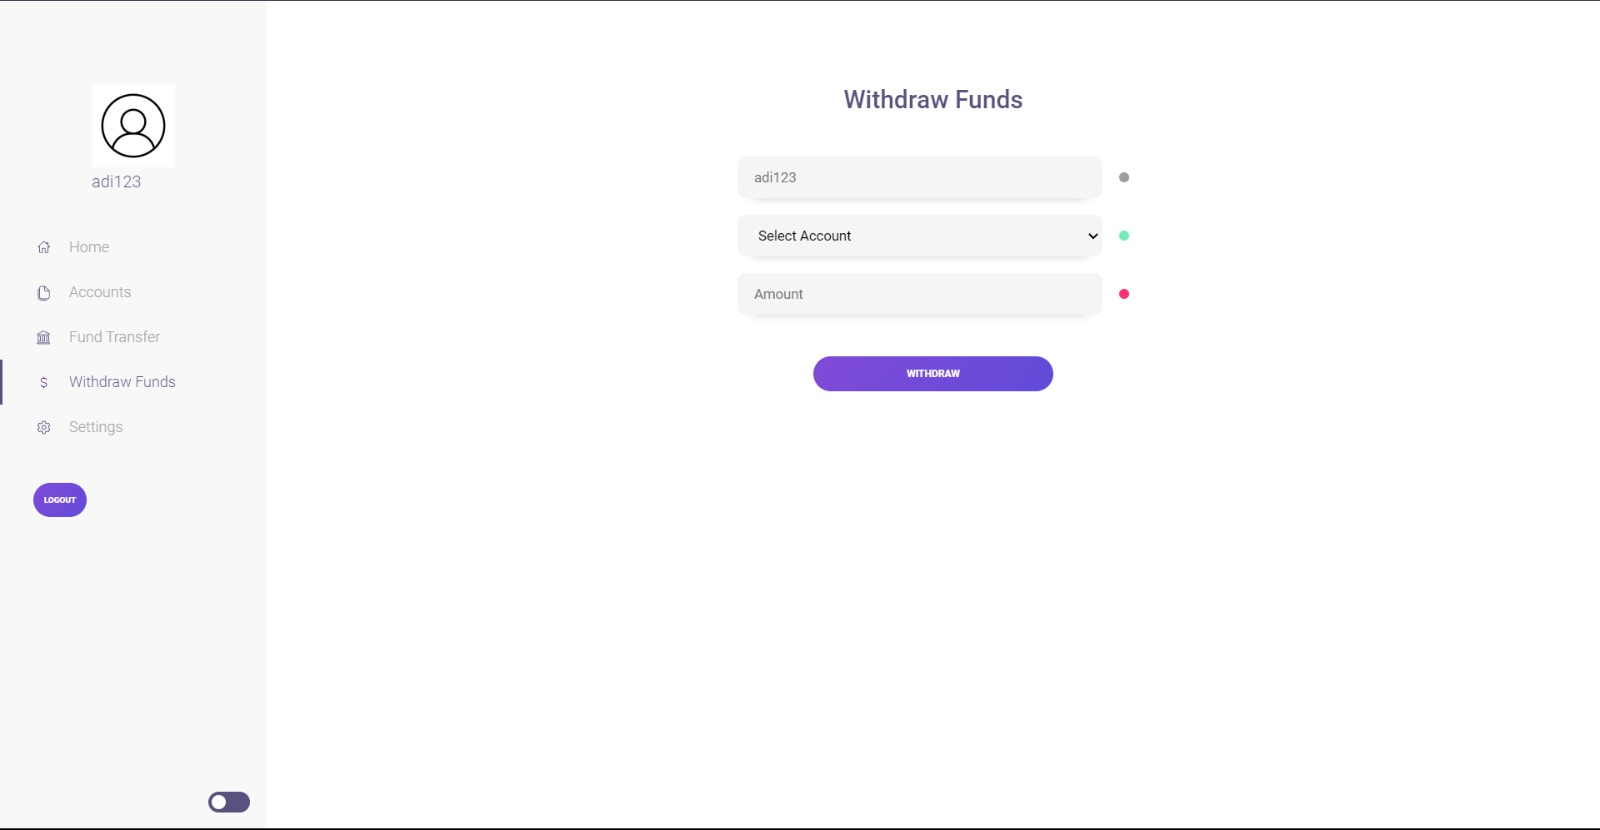 adi123
Home
Accounts
Fund Transfer
Withdraw Funds
Settings
LOGOUT
Withdraw Funds
adi123
Select Account
Amount
WITHDRAW